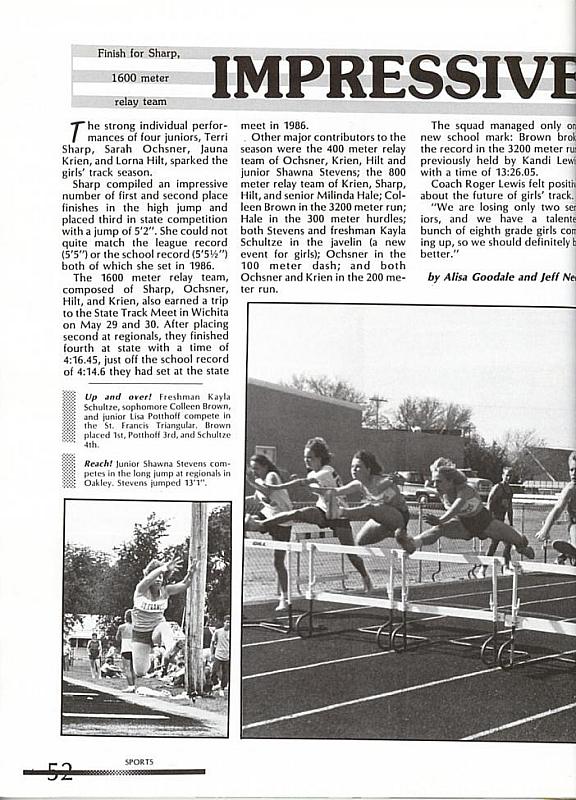 Finish for Sharp,
1600 meter
relay team
IMPRESSIVE
The strong individual perfor-
mances of four juniors, Terri
Sharp, Sarah Ochsner, Jauna
Krien, and Lorna Hilt, sparked the
girls' track season.
Sharp compiled an impressive
number of first and second place
finishes in the high jump and
placed third in state competition
with a jump of 5'2". She could not
quite match the league record
(5'5") or the school record (5'5½")
both of which she set in 1986.
The 1600 meter relay team,
composed of Sharp, Ochsner,
Hilt, and Krien, also earned a trip
to the State Track Meet in Wichita
on May 29 and 30. After placing
second at regionals, they finished
fourth at state with a time of
4:16.45, just off the school record
of 4:14.6 they had set at the state
meet in 1986.
Other major contributors to the
season were the 400 meter relay
team of Ochsner, Krien, Hilt and
junior Shawna Stevens; the 800
meter relay team of Krien, Sharp,
Hilt, and senior Milinda Hale; Col-
leen Brown in the 3200 meter run;
Hale in the 300 meter hurdles;
both Stevens and freshman Kayla
Schultze in the javelin (a new
event for girls); Ochsner in the
100 meter dash; and both
Ochsner and Krien in the 200 me-
ter run.
The squad managed only on
new school mark: Brown brok
the record in the 3200 meter ru
previously held by Kandi Lewi
with a time of 13:26.05.
Coach Roger Lewis felt positi
about the future of girls' track.
"We are losing only two se
iors, and we have a talente
bunch of eighth grade girls com
ing up, so we should definitely b
better."
by Alisa Goodale and Jeff Ne
Up and over! Freshman Kayla
Schultze, sophomore Colleen Brown,
and junior Lisa Potthoff compete in
the St. Francis Triangular. Brown
placed 1st, Potthoff 3rd, and Schultze
4th.
Reach! Junior Shawna Stevens com-
petes in the long jump at regionals in
Oakley. Stevens jumped 13'1".
ST FRANCIS
52
SPORTS